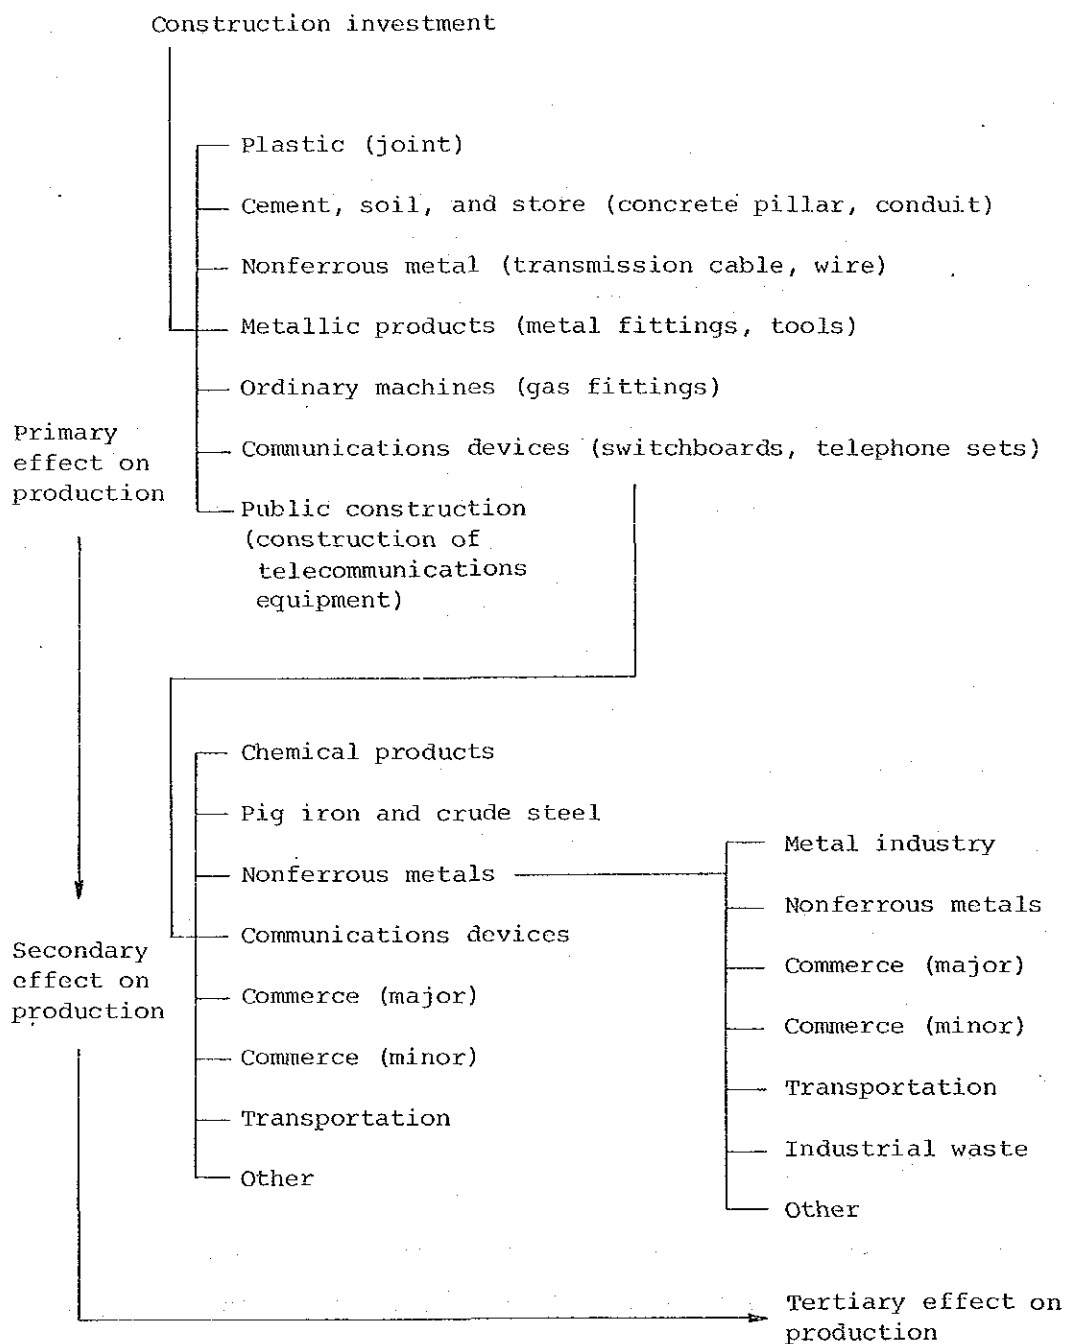 Construction investment
Plastic (joint)
Cement, soil, and store (concrete pillar, conduit)
Nonferrous metal (transmission cable, wire)
Metallic products (metal fittings, tools)
Ordinary machines (gas fittings)
Primary
effect on
production
Communications devices (switchboards, telephone sets)
Public construction
(construction of
telecommunications
equipment)
Chemical products
Pig iron and crude steel
Nonferrous metals
Communications devices
Secondary
effect on
production
Commerce (major)
Commerce (minor)
Transportation
Other
Metal industry
Nonferrous metals
Commerce (major)
Commerce (minor)
Transportation
Industrial waste
Other
Tertiary effect on
production